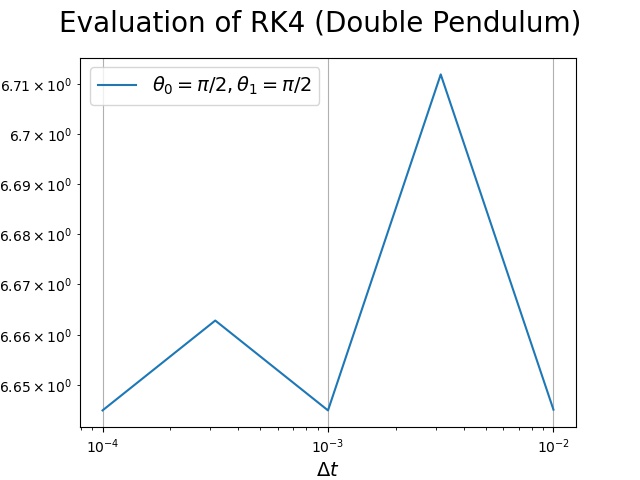 Evaluation of RK4 (Double Pendulum)
θ₀ = π/2, θ₁ = π/2
6.71 × 10⁰
6.7 × 10⁰
6.69 × 10⁰
6.68 × 10⁰
6.67 × 10⁰
6.66 × 10⁰
6.65 × 10⁰
10⁻⁴ 10⁻³ 10⁻²
Δt